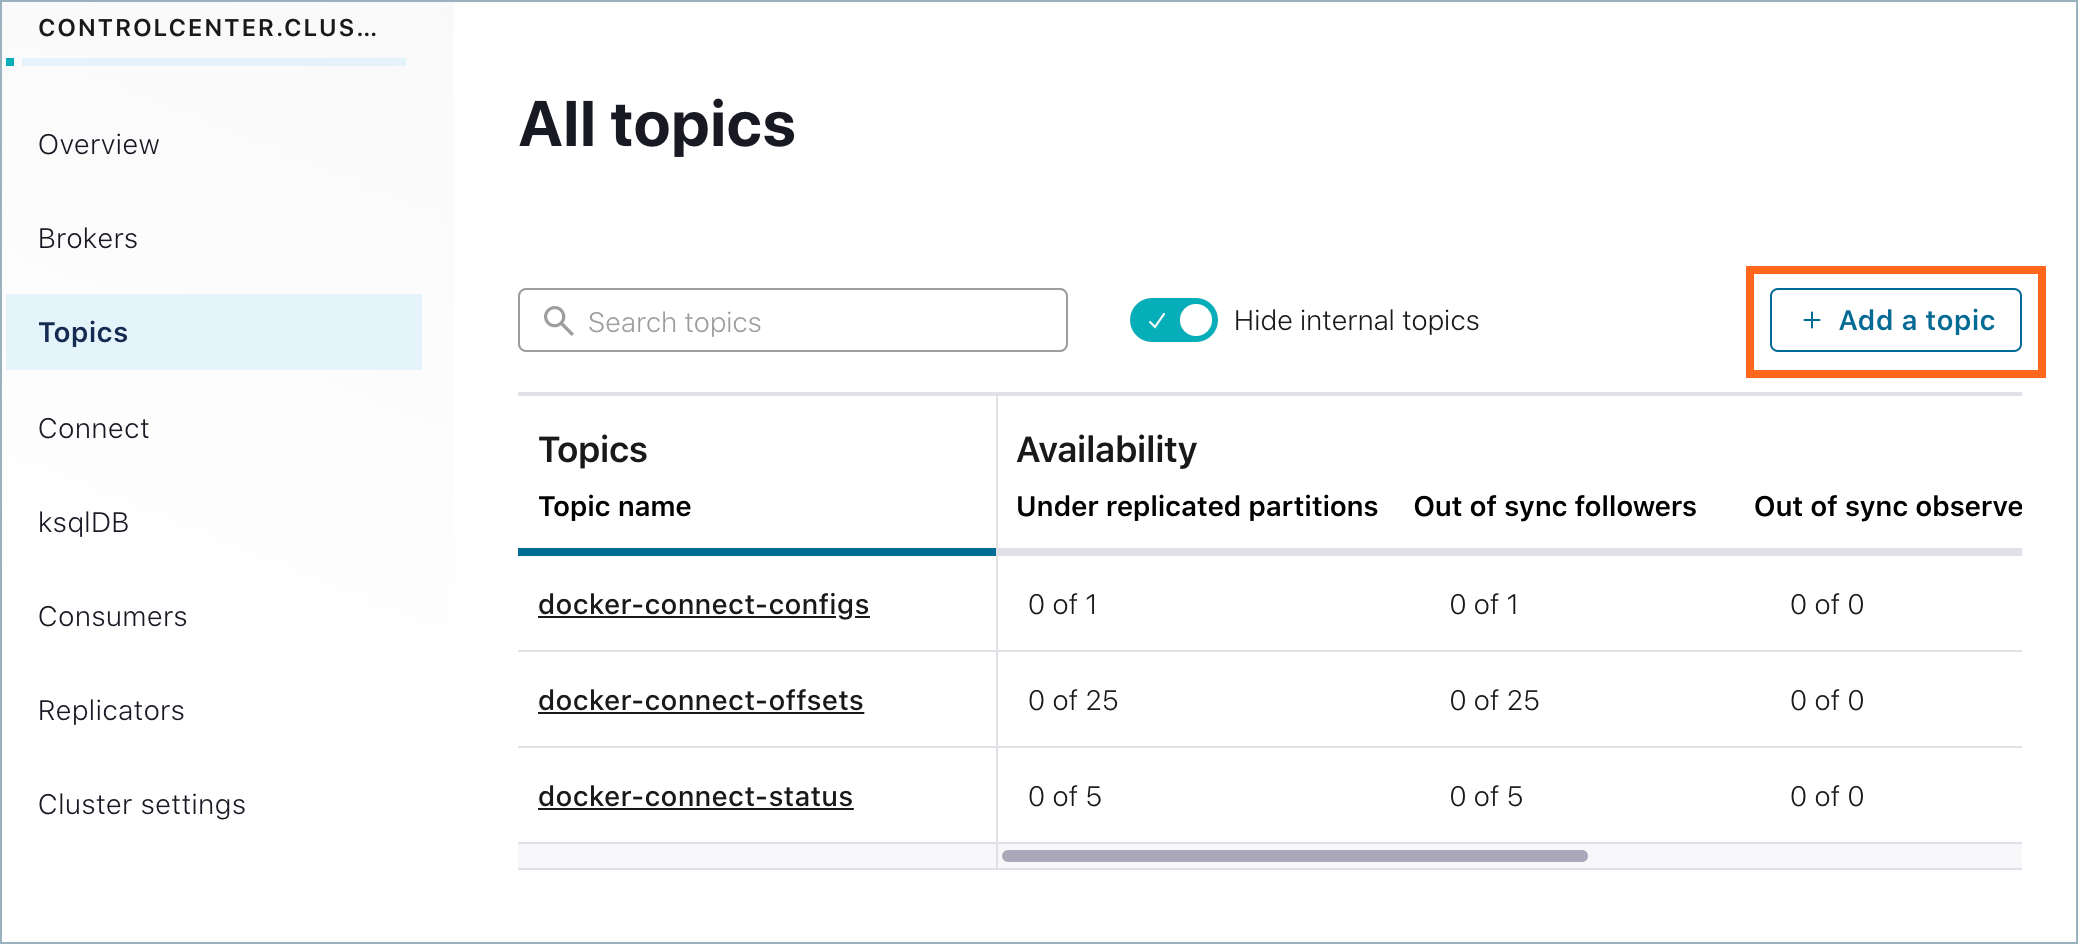 CONTROLCENTER.CLUS...
Overview
Brokers
Topics
Connect
ksqlDB
Consumers
Replicators
Cluster settings
All topics
Search topics
Hide internal topics
+ Add a topic
Topics Availability
Topic name Under replicated partitions Out of sync followers Out of sync observe
docker-connect-configs 0 of 1 0 of 1 0 of 0
docker-connect-offsets 0 of 25 0 of 25 0 of 0
docker-connect-status 0 of 5 0 of 5 0 of 0